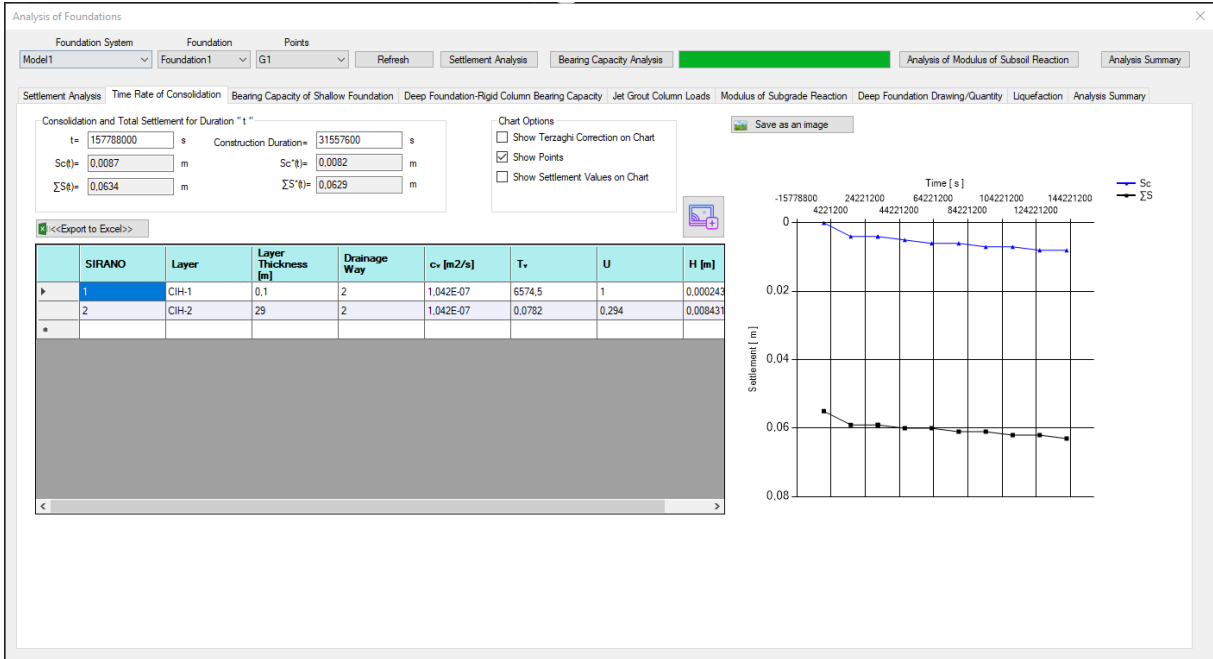 Analysis of Foundations
Foundation System Foundation Points
Model1 Foundation1 G1 Refresh Settlement Analysis Bearing Capacity Analysis Analysis of Modulus of Subsoil Reaction Analysis Summary
Settlement Analysis Time Rate of Consolidation Bearing Capacity of Shallow Foundation Deep Foundation-Rigid Column Bearing Capacity Jet Grout Column Loads Modulus of Subgrade Reaction Deep Foundation Drawing/Quantity Liquefaction Analysis Summary
Consolidation and Total Settlement for Duration " t "
t= 157788000 s Construction Duration= 31557600 s
Sc(t)= 0,0087 m Sc*(t)= 0,0082 m
∑S(t)= 0,0634 m ∑S*(t)= 0,0629 m
Chart Options
Show Terzaghi Correction on Chart
Show Points
Show Settlement Values on Chart
Save as an image
<<Export to Excel>>
SIRANO Layer Layer Thickness [m] Drainage Way cᵥ [m2/s] Tᵥ U H [m]
1 CIH-1 0,1 2 1,042E-07 6574,5 1 0,000243
2 CIH-2 29 2 1,042E-07 0,0782 0,294 0,008431
Time [ s ]
-15778800 24221200 64221200 104221200 144221200
4221200 44221200 84221200 124221200
Sc
∑S
Settlement [ m ]
0
0,02
0,04
0,06
0,08